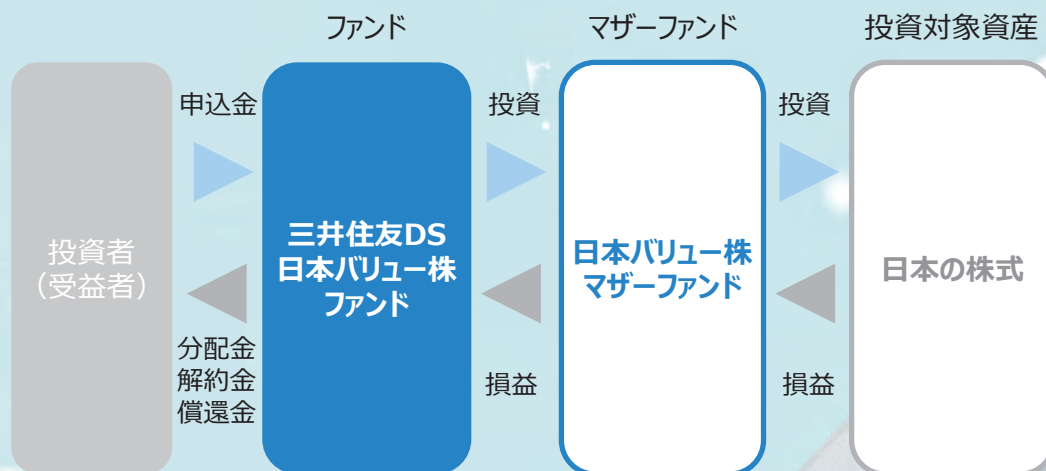 ファンド
マザーファンド
投資対象資産
投資者
（受益者）
申込金
分配金
解約金
償還金
三井住友DS
日本バリュー株
ファンド
投資
損益
日本バリュー株
マザーファンド
投資
損益
日本の株式